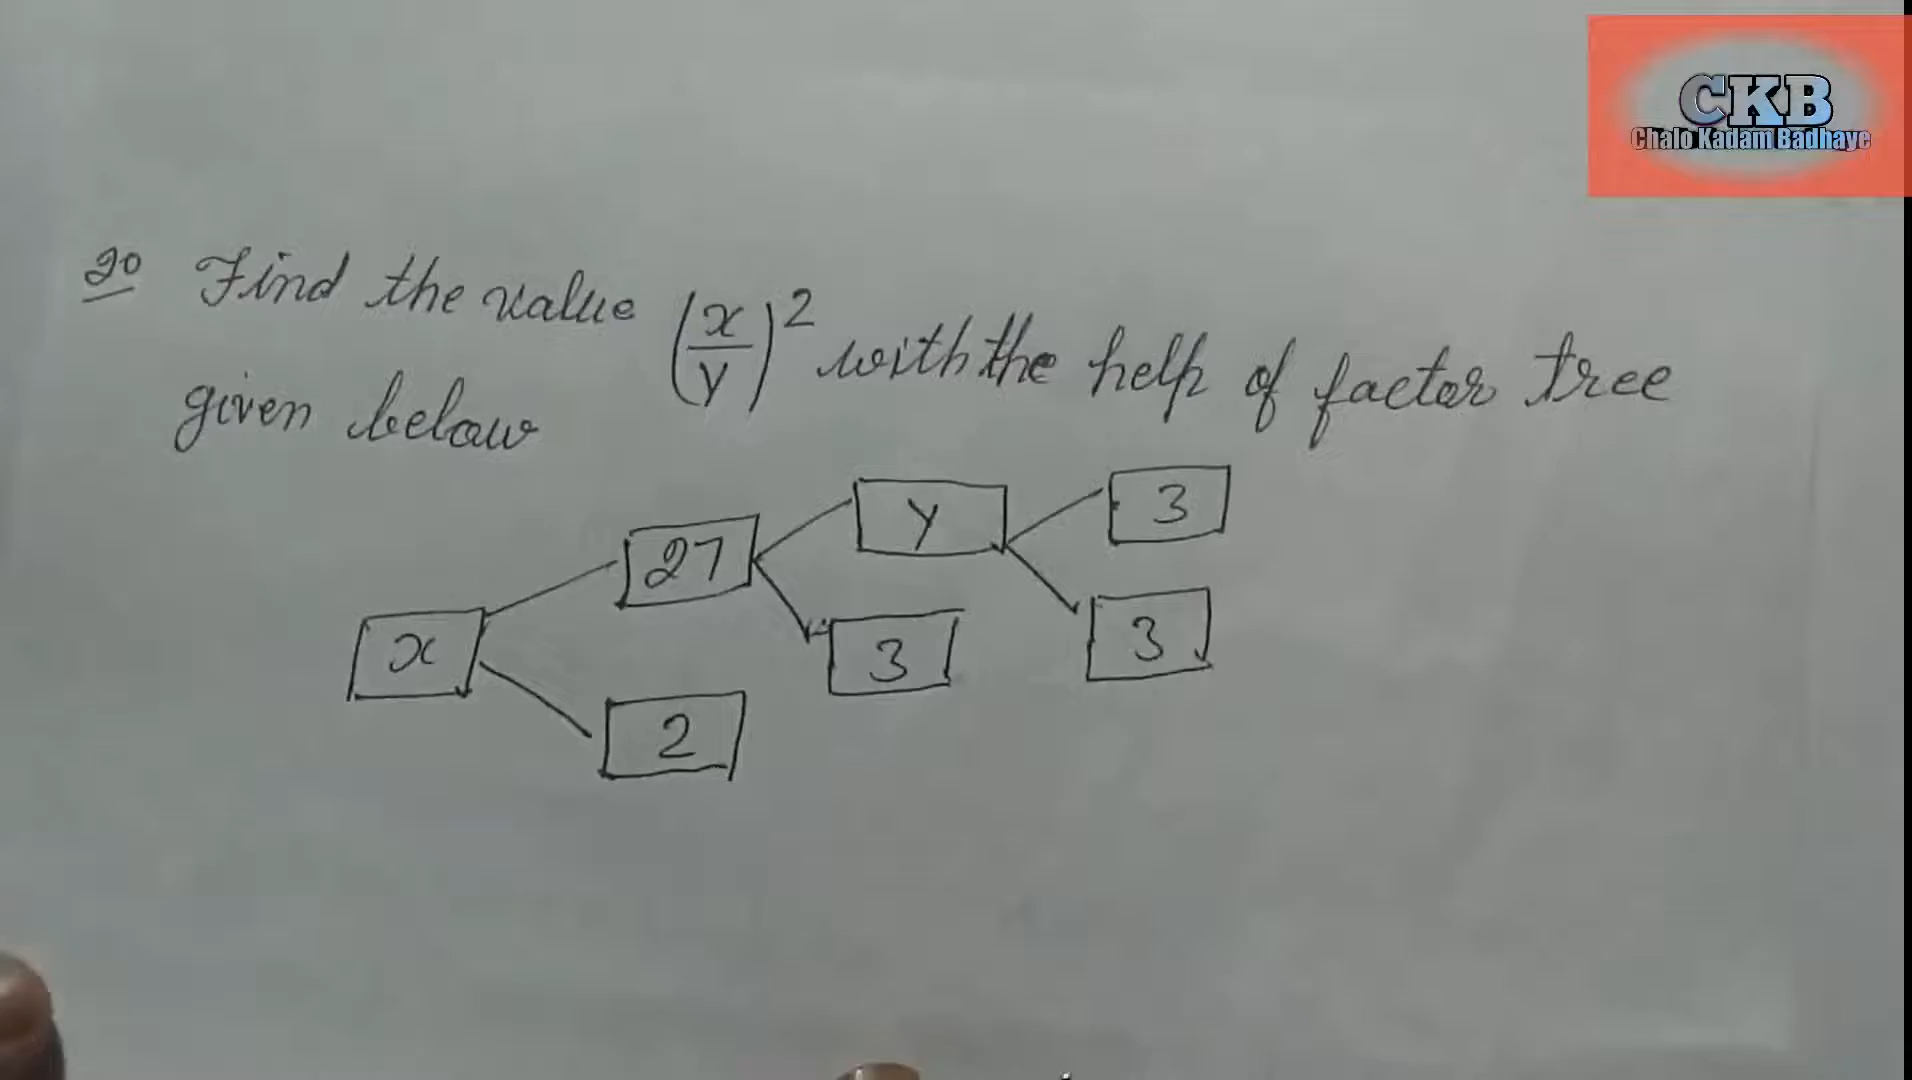 CKB
Chalo Kadam Badhaye
20 Find the value (x/y)² with the help of factor tree
given below
y 3
27
x 3 3
2